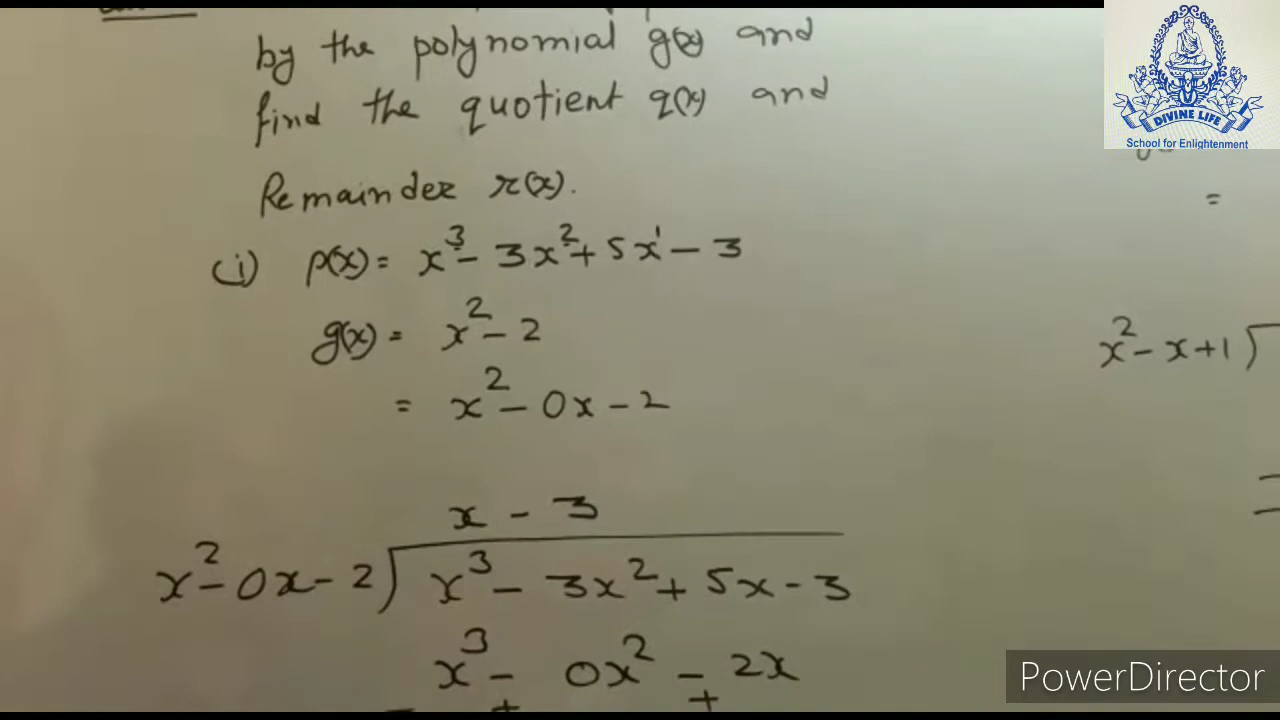 by the polynomial g(x) and
find the quotient q(x) and
Remainder r(x).
(i) p(x) = x³ - 3x² + 5x¹ - 3
g(x) = x² - 2
= x² - 0x - 2
x - 3
x² - 0x - 2 ) x³ - 3x² + 5x - 3
x³ - 0x² - 2x
- + +
=
x² - x + 1 )
DIVINE LIFE
School for Enlightenment
PowerDirector